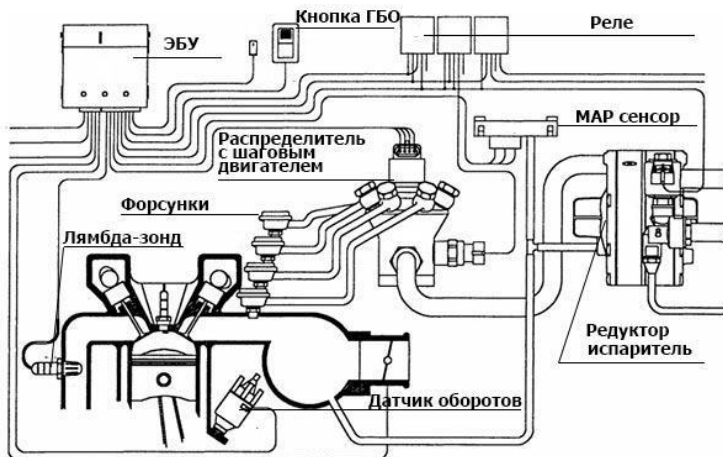 Кнопка ГБО
Реле
ЭБУ
МАР сенсор
Распределитель
с шаговым
двигателем
Форсунки
Лямбда-зонд
Редуктор
испаритель
Датчик оборотов